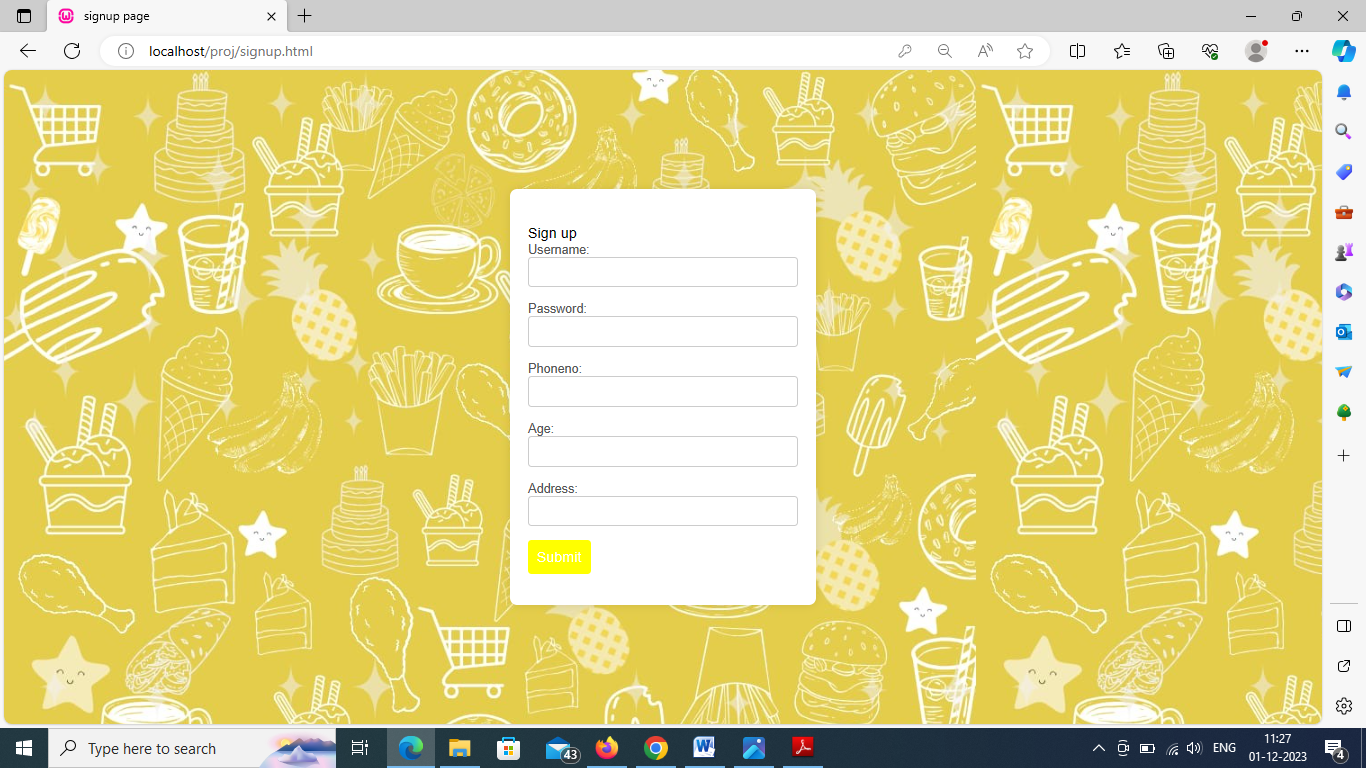 signup page
localhost/proj/signup.html
Sign up
Username:
Password:
Phoneno:
Age:
Address:
Submit
Type here to search
43
ENG
11:27
01-12-2023
4